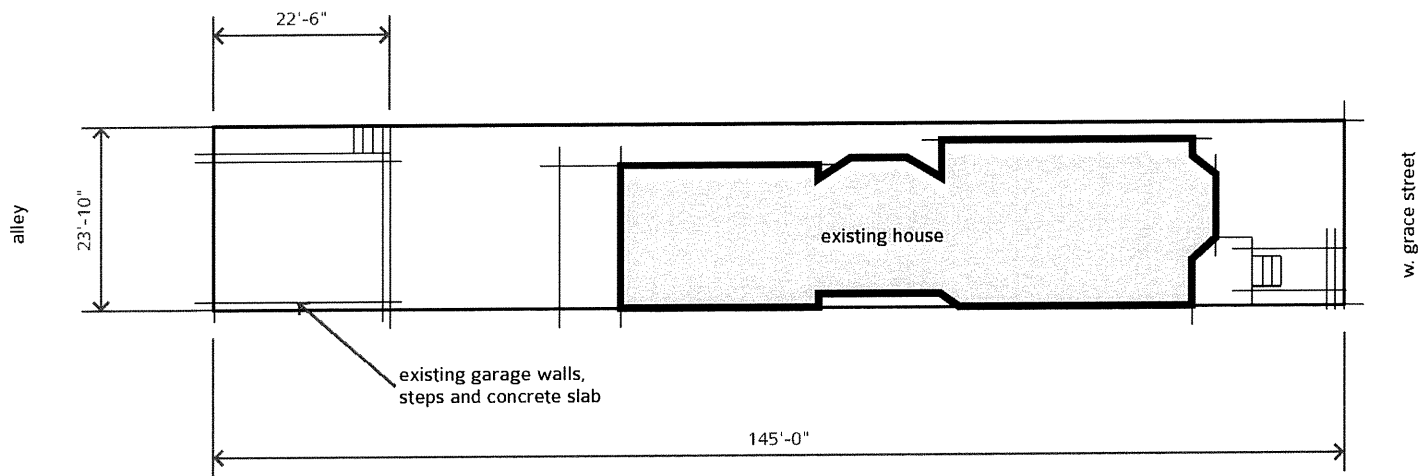 22'-6"
alley
23'-10"
existing house
w. grace street
existing garage walls,
steps and concrete slab
145'-0"